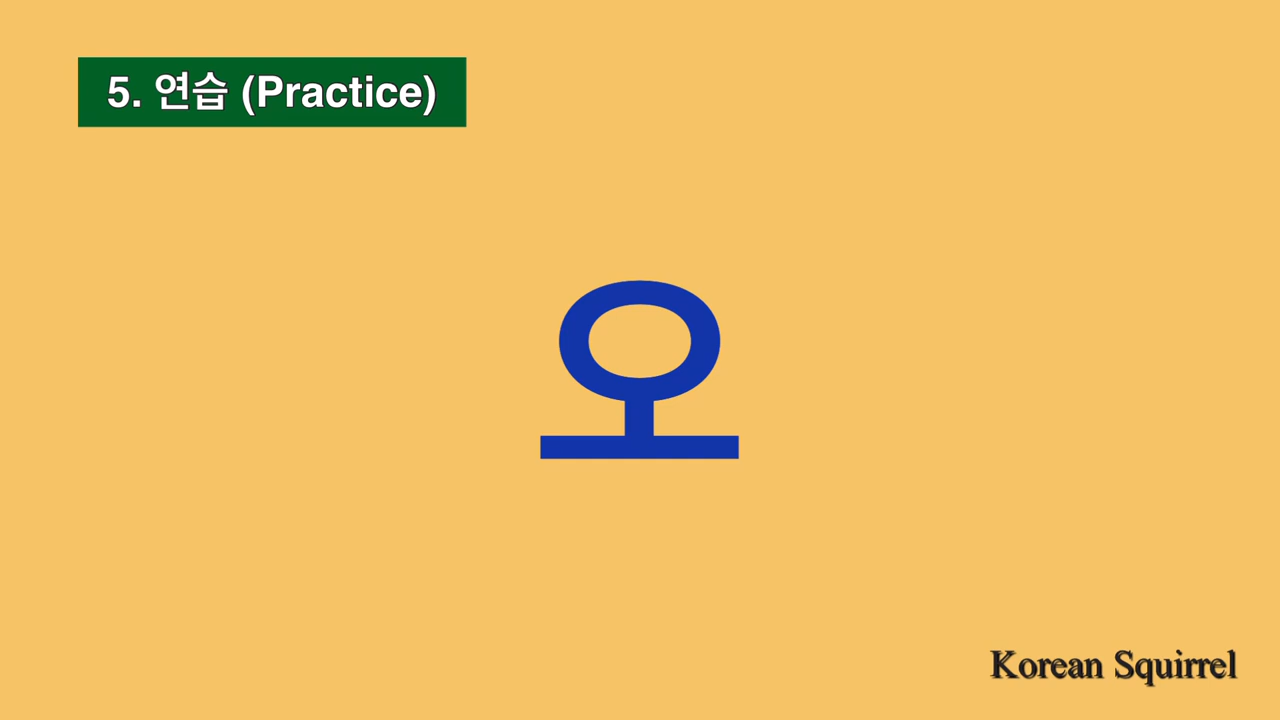 5. 연습 (Practice)
오
Korean Squirrel